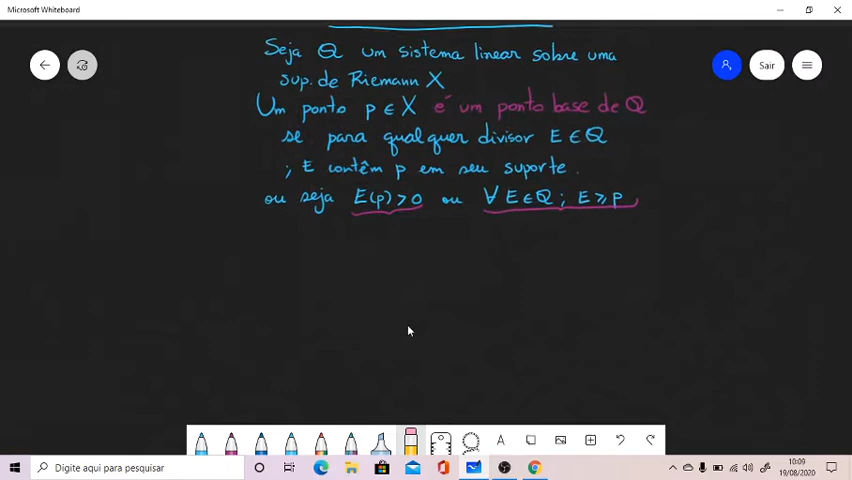 Microsoft Whiteboard
Seja Q um sistema linear sobre uma
sup. de Riemann X
Sair
Um ponto p ∈ X é um ponto base de Q
se para qualquer divisor E ∈ Q
; E contêm p em seu suporte.
ou seja E(p) > 0 ou ∀ E ∈ Q ; E ≥ p
Digite aqui para pesquisar
10:09
19/08/2020